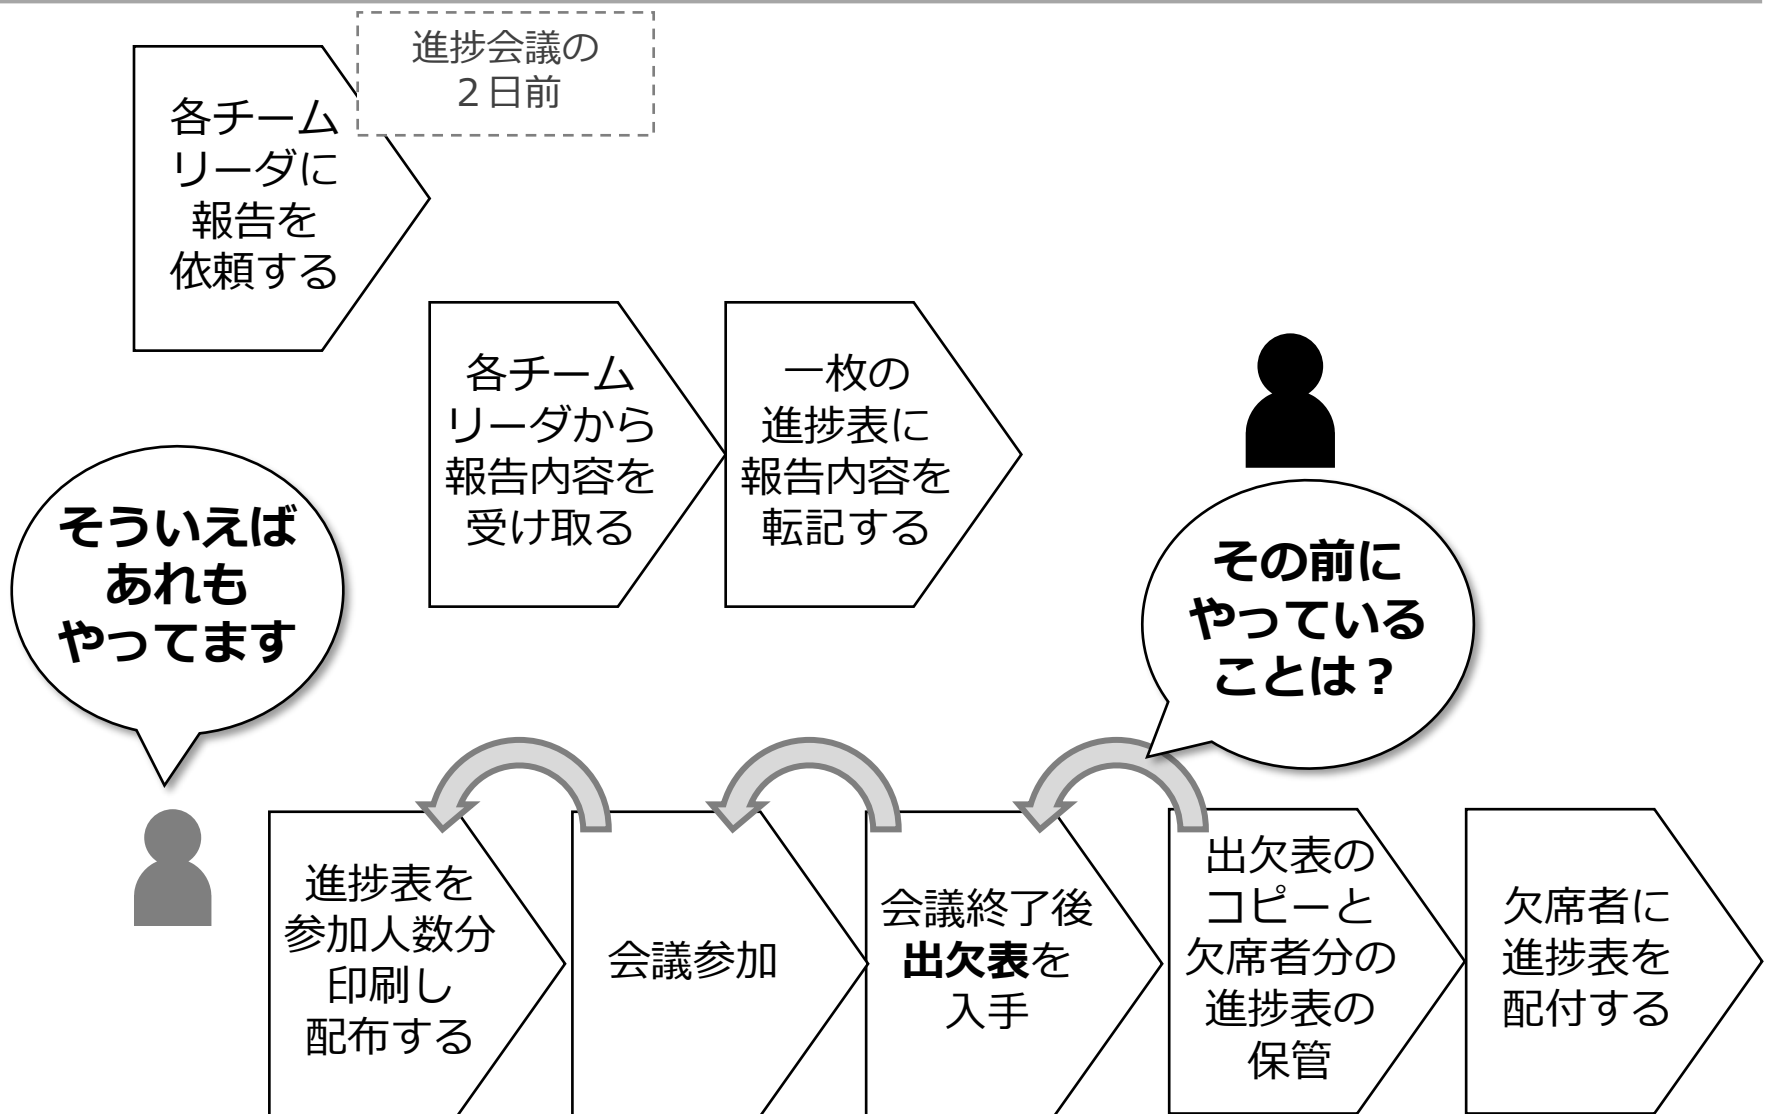 進捗会議の
２日前
各チーム
リーダに
報告を
依頼する
各チーム
リーダから
報告内容を
受け取る
一枚の
進捗表に
報告内容を
転記する
そういえば
あれも
やってます
その前に
やっている
ことは？
進捗表を
参加人数分
印刷し
配布する
会議参加
会議終了後
出欠表を
入手
出欠表の
コピーと
欠席者分の
進捗表の
保管
欠席者に
進捗表を
配付する